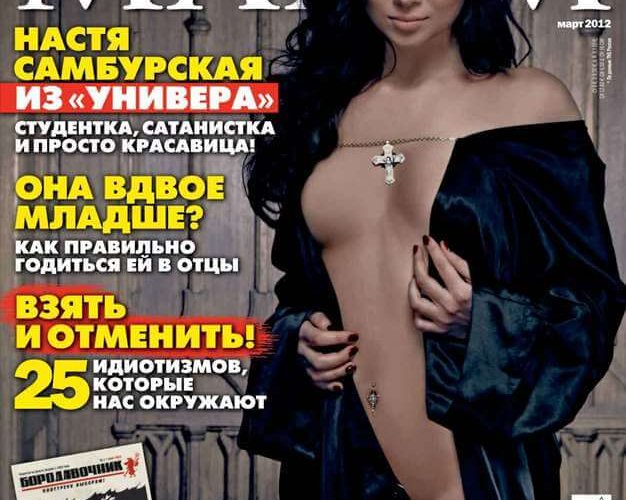 март 2012
НАСТЯ
САМБУРСКАЯ
ИЗ «УНИВЕРА»
СТУДЕНТКА, САТАНИСТКА
И ПРОСТО КРАСАВИЦА!
ОНА ВДВОЕ
МЛАДШЕ?
КАК ПРАВИЛЬНО
ГОДИТЬСЯ ЕЙ В ОТЦЫ
ВЗЯТЬ
И ОТМЕНИТЬ!
25 ИДИОТИЗМОВ,
КОТОРЫЕ
НАС ОКРУЖАЮТ
БОРОДАВОЧНИК